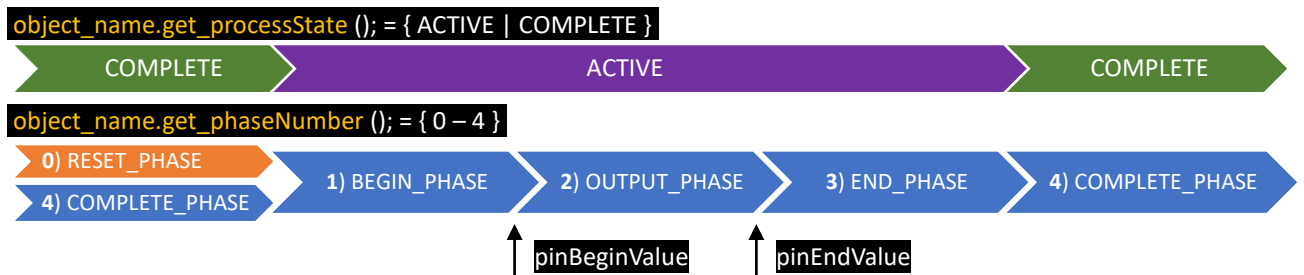 object_name.get_processState (); = { ACTIVE | COMPLETE }
COMPLETE ACTIVE COMPLETE
object_name.get_phaseNumber (); = { 0 – 4 }
0) RESET_PHASE
4) COMPLETE_PHASE
1) BEGIN_PHASE 2) OUTPUT_PHASE 3) END_PHASE 4) COMPLETE_PHASE
pinBeginValue pinEndValue